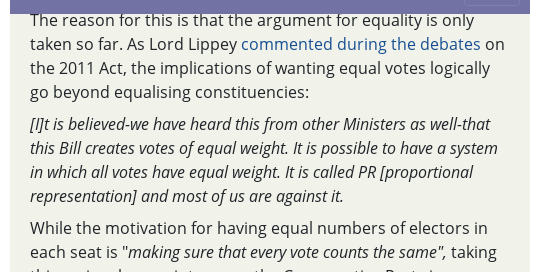 The reason for this is that the argument for equality is only
taken so far. As Lord Lippey commented during the debates on
the 2011 Act, the implications of wanting equal votes logically
go beyond equalising constituencies:
[I]t is believed-we have heard this from other Ministers as well-that
this Bill creates votes of equal weight. It is possible to have a system
in which all votes have equal weight. It is called PR [proportional
representation] and most of us are against it.
While the motivation for having equal numbers of electors in
each seat is "making sure that every vote counts the same", taking